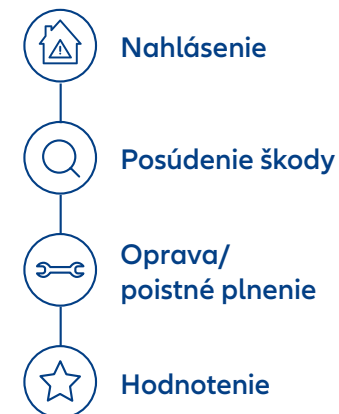 Nahlásenie
Posúdenie škody
Oprava/
poistné plnenie
Hodnotenie